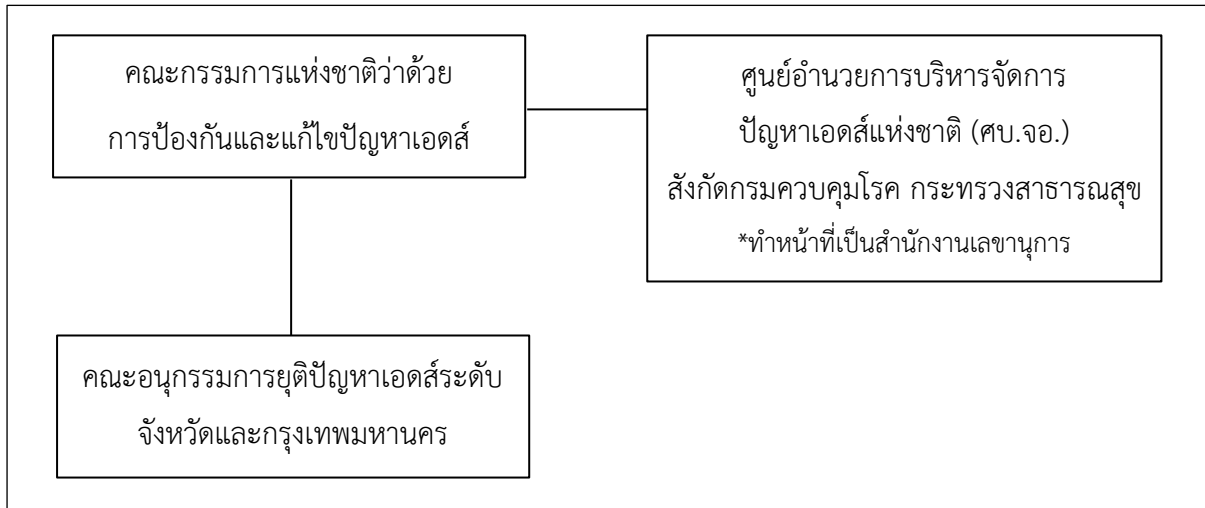 คณะกรรมการแห่งชาติว่าด้วย
การป้องกันและแก้ไขปัญหาเอดส์
ศูนย์อำนวยการบริหารจัดการ
ปัญหาเอดส์แห่งชาติ (ศบ.จอ.)
สังกัดกรมควบคุมโรค กระทรวงสาธารณสุข
*ทำหน้าที่เป็นสำนักงานเลขานุการ
คณะอนุกรรมการยุติปัญหาเอดส์ระดับ
จังหวัดและกรุงเทพมหานคร